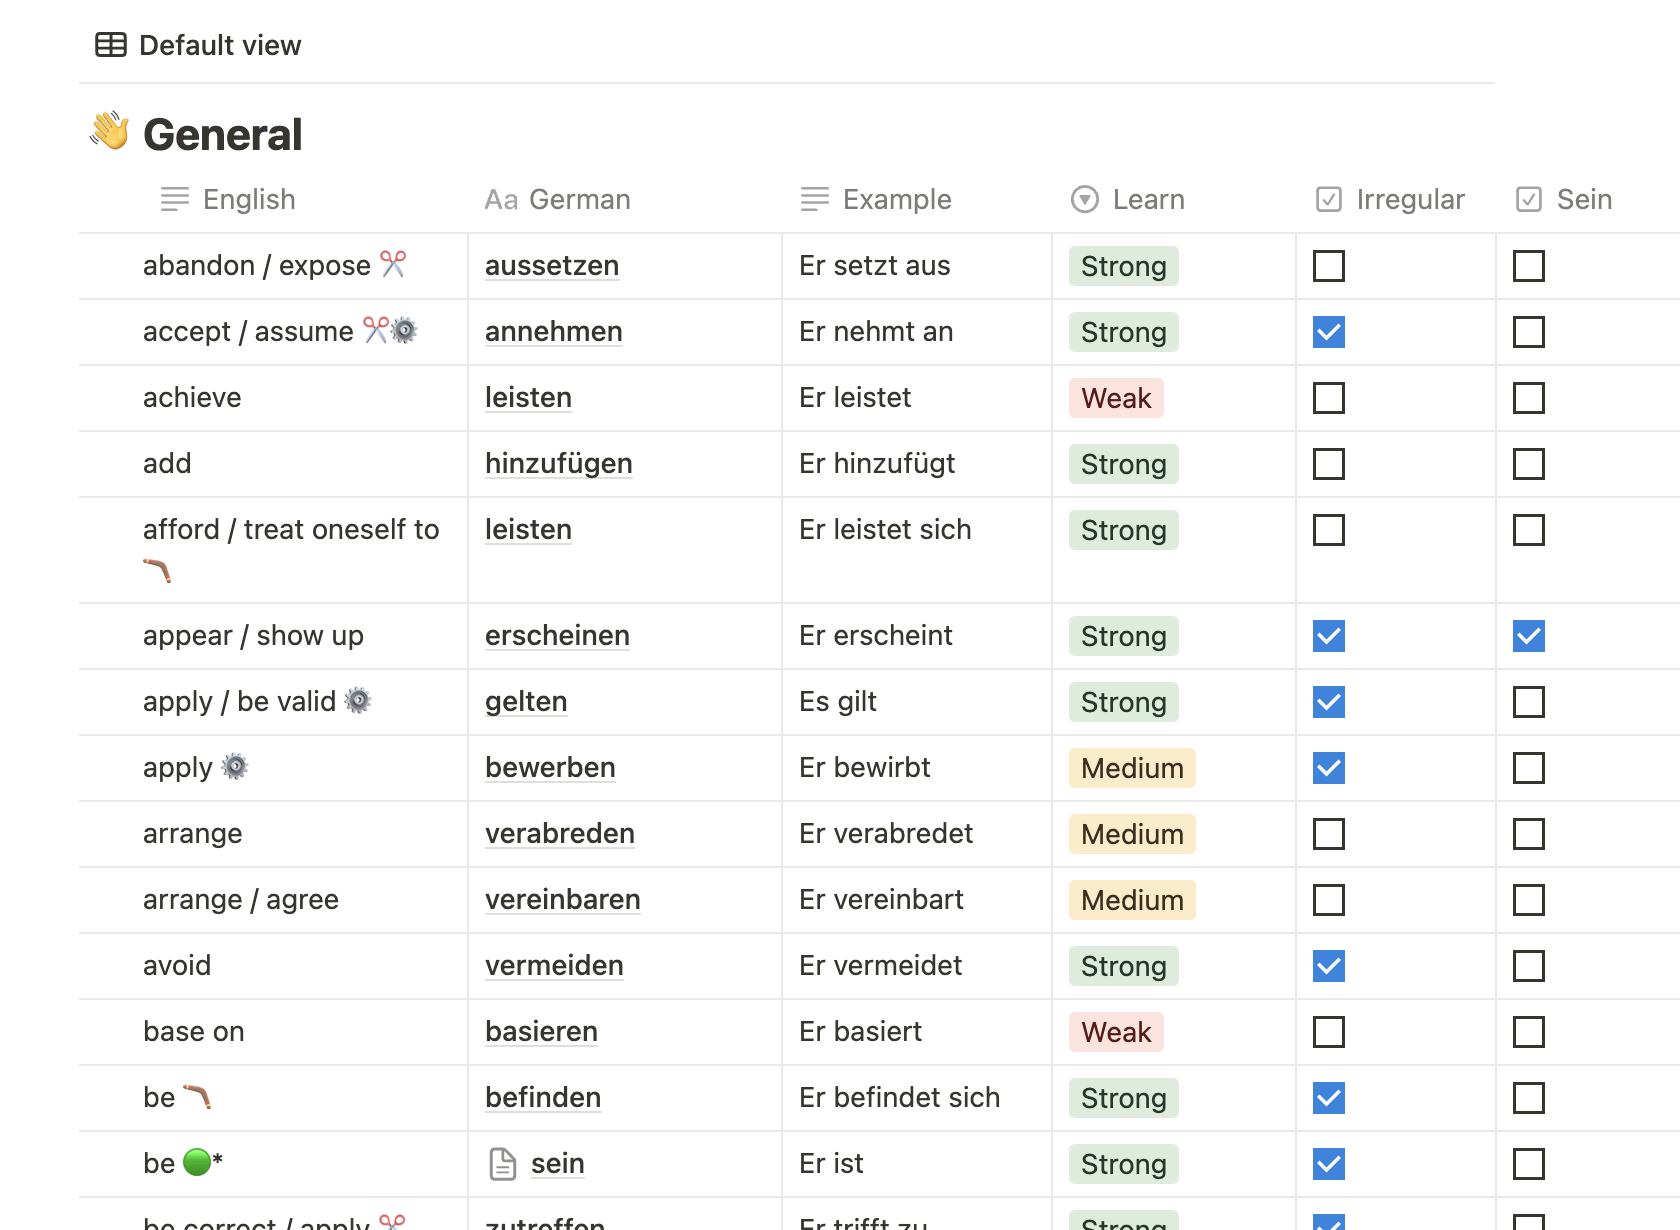 Default view
👋 General
English Aa German Example Learn Irregular Sein
abandon / expose ✂️ aussetzen Er setzt aus Strong
accept / assume ✂️⚙️ annehmen Er nehmt an Strong
achieve leisten Er leistet Weak
add hinzufügen Er hinzufügt Strong
afford / treat oneself to leisten Er leistet sich Strong
🪃
appear / show up erscheinen Er erscheint Strong
apply / be valid ⚙️ gelten Es gilt Strong
apply ⚙️ bewerben Er bewirbt Medium
arrange verabreden Er verabredet Medium
arrange / agree vereinbaren Er vereinbart Medium
avoid vermeiden Er vermeidet Strong
base on basieren Er basiert Weak
be 🪃 befinden Er befindet sich Strong
be 🟢* sein Er ist Strong
be correct / apply ✂️ zutreffen Er trifft zu Strong